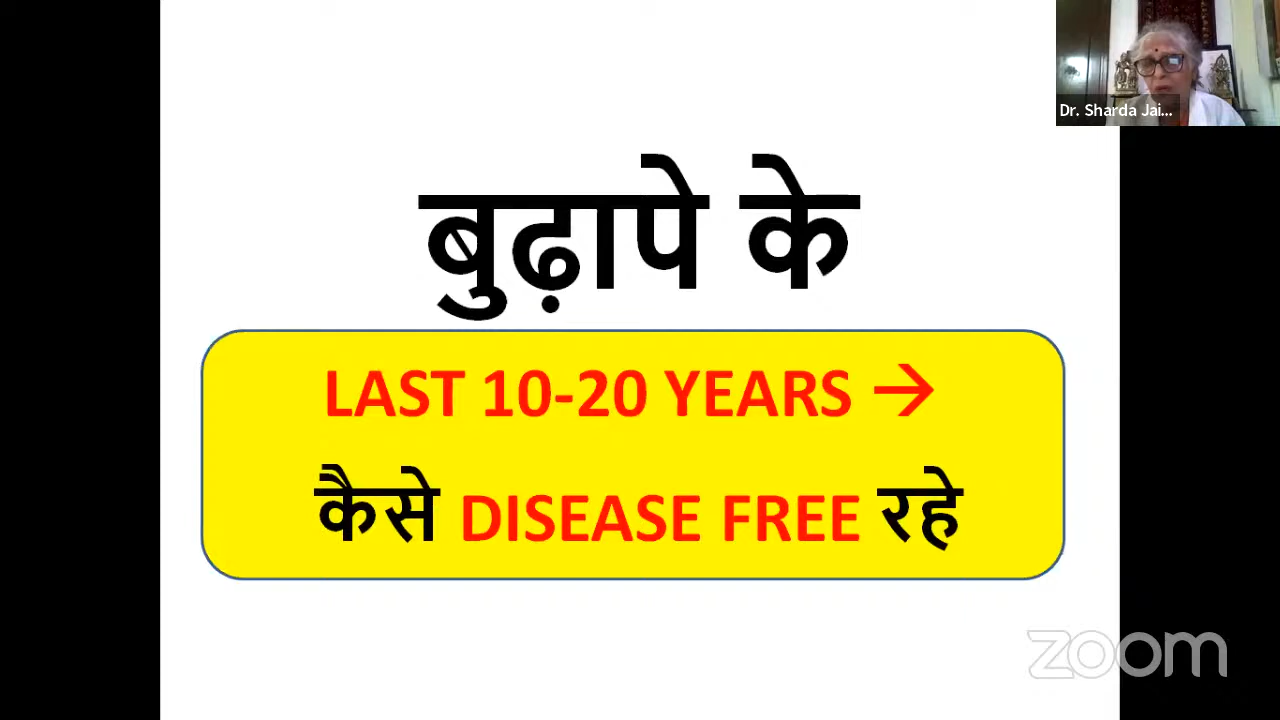 Dr. Sharda Jai...
बुढ़ापे के
LAST 10-20 YEARS →
कैसे DISEASE FREE रहे
zoom